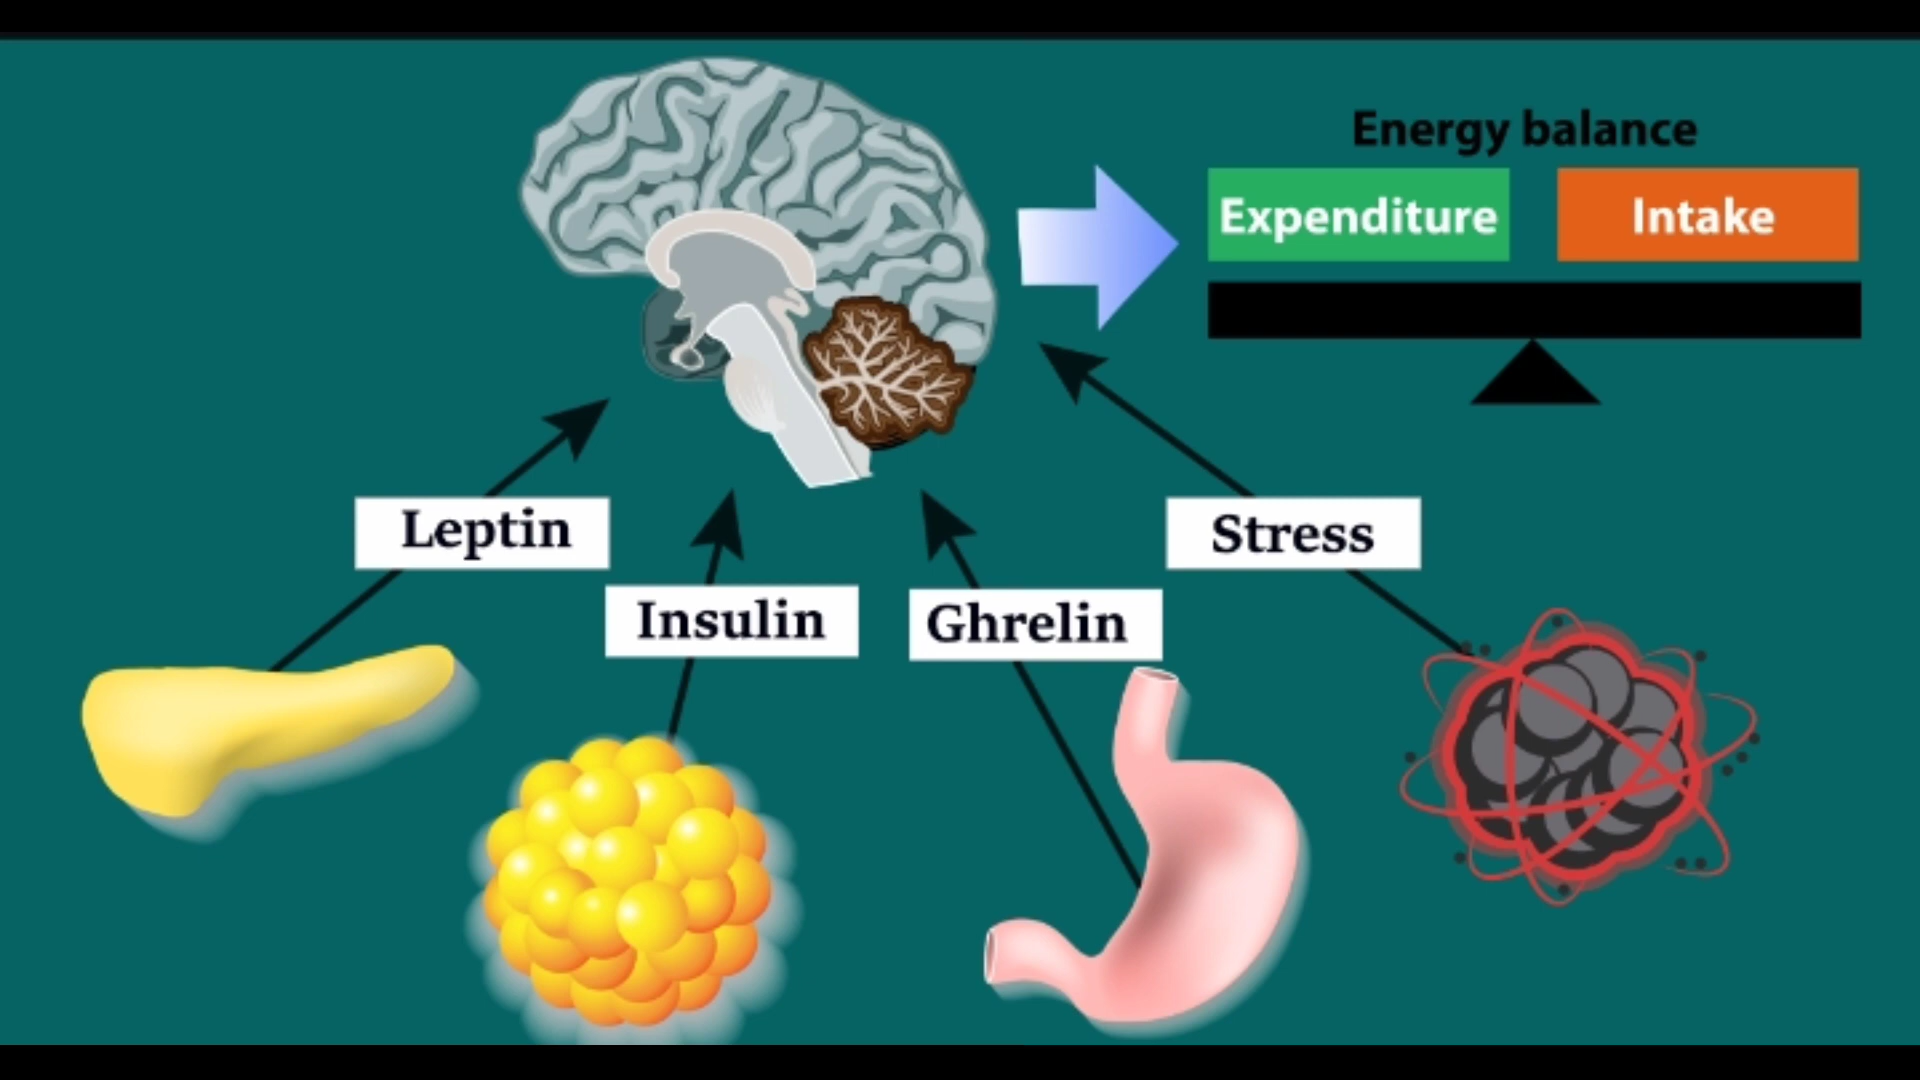 Energy balance
Expenditure
Intake
Leptin
Stress
Insulin
Ghrelin